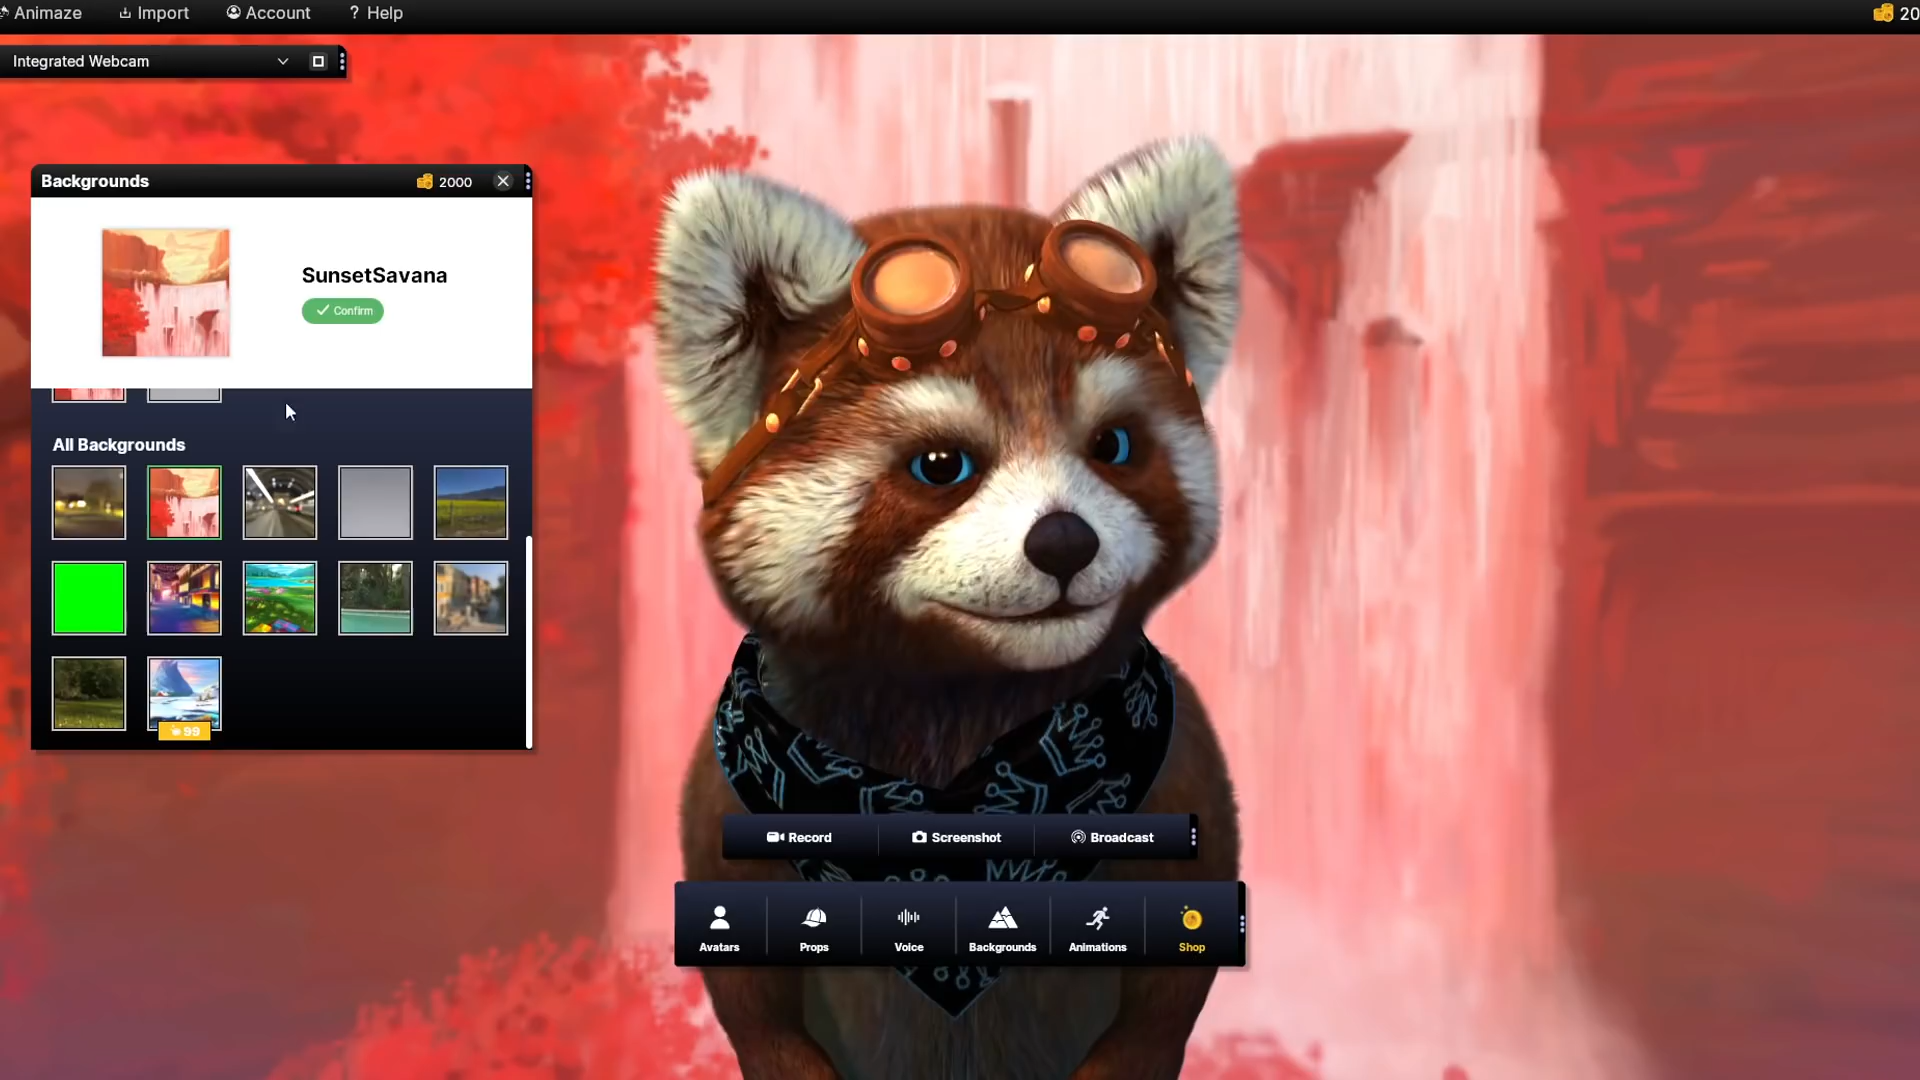 Animaze
Import
Account
? Help
20
Integrated Webcam
Backgrounds
2000
SunsetSavana
Confirm
All Backgrounds
99
Record
Screenshot
Broadcast
Avatars
Props
Voice
Backgrounds
Animations
Shop